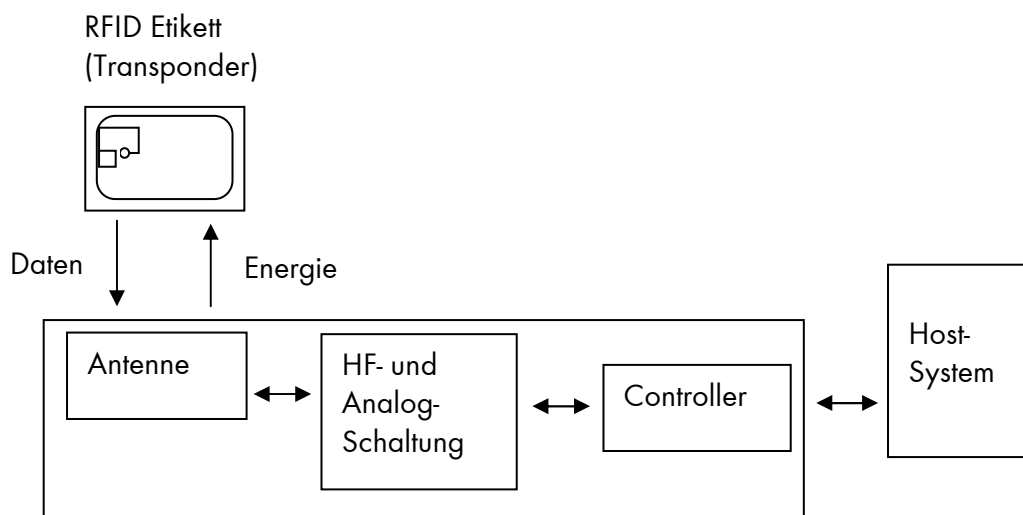 RFID Etikett
(Transponder)
Daten
Energie
Antenne
HF- und
Analog-
Schaltung
Controller
Host-
System